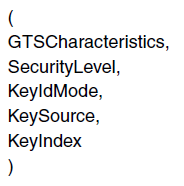 (
GTSCharacteristics,
SecurityLevel,
KeyIdMode,
KeySource,
KeyIndex
)